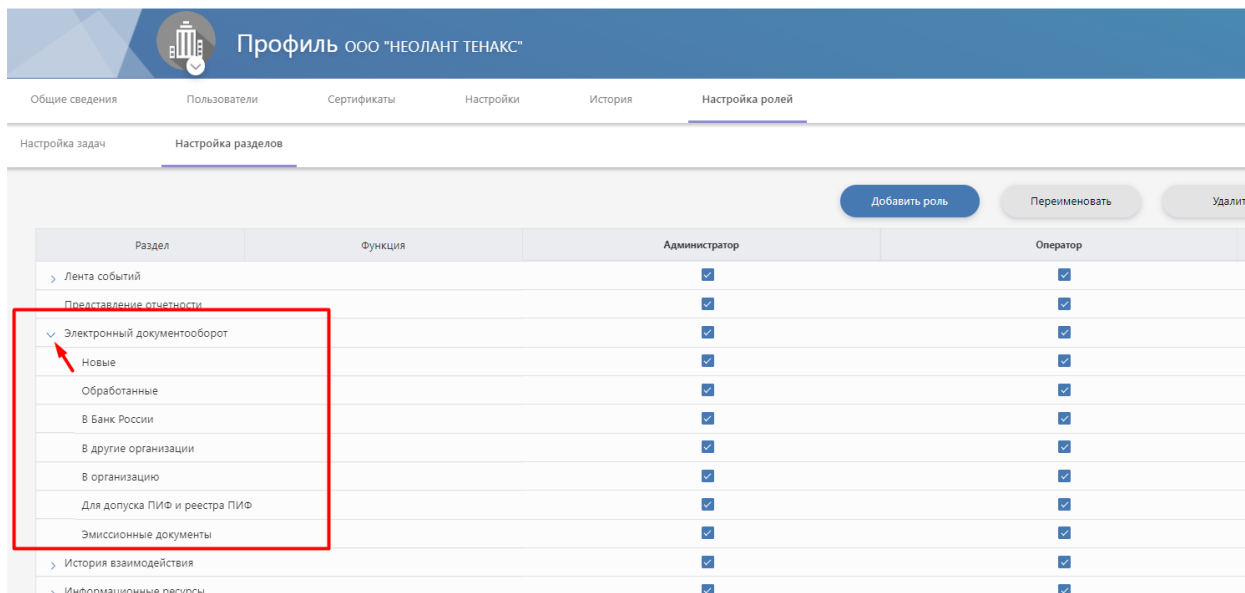 Профиль ООО "НЕОЛАНТ ТЕНАКС"
Общие сведения Пользователи Сертификаты Настройки История Настройка ролей
Настройка задач Настройка разделов
Добавить роль Переименовать Удалит
Раздел Функция Администратор Оператор
Лента событий
Представление отчетности
Электронный документооборот
Новые
Обработанные
В Банк России
В другие организации
В организацию
Для допуска ПИФ и реестра ПИФ
Эмиссионные документы
История взаимодействия
Информационные ресурсы